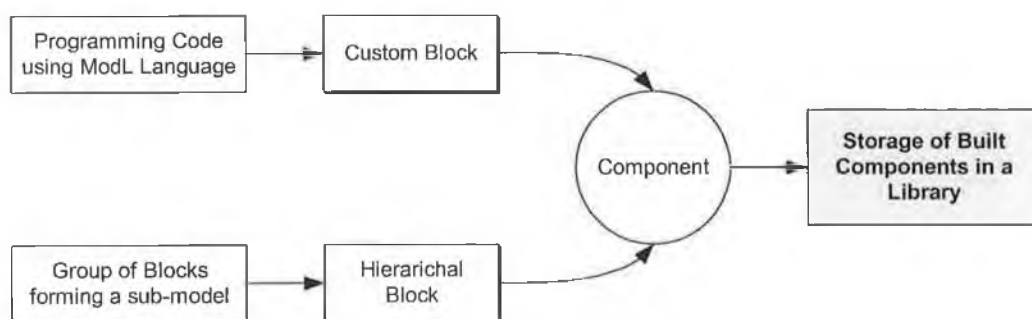 Programming Code
using ModL Language
Custom Block
Component
Storage of Built
Components in a
Library
Group of Blocks
forming a sub-model
Hierarichal
Block